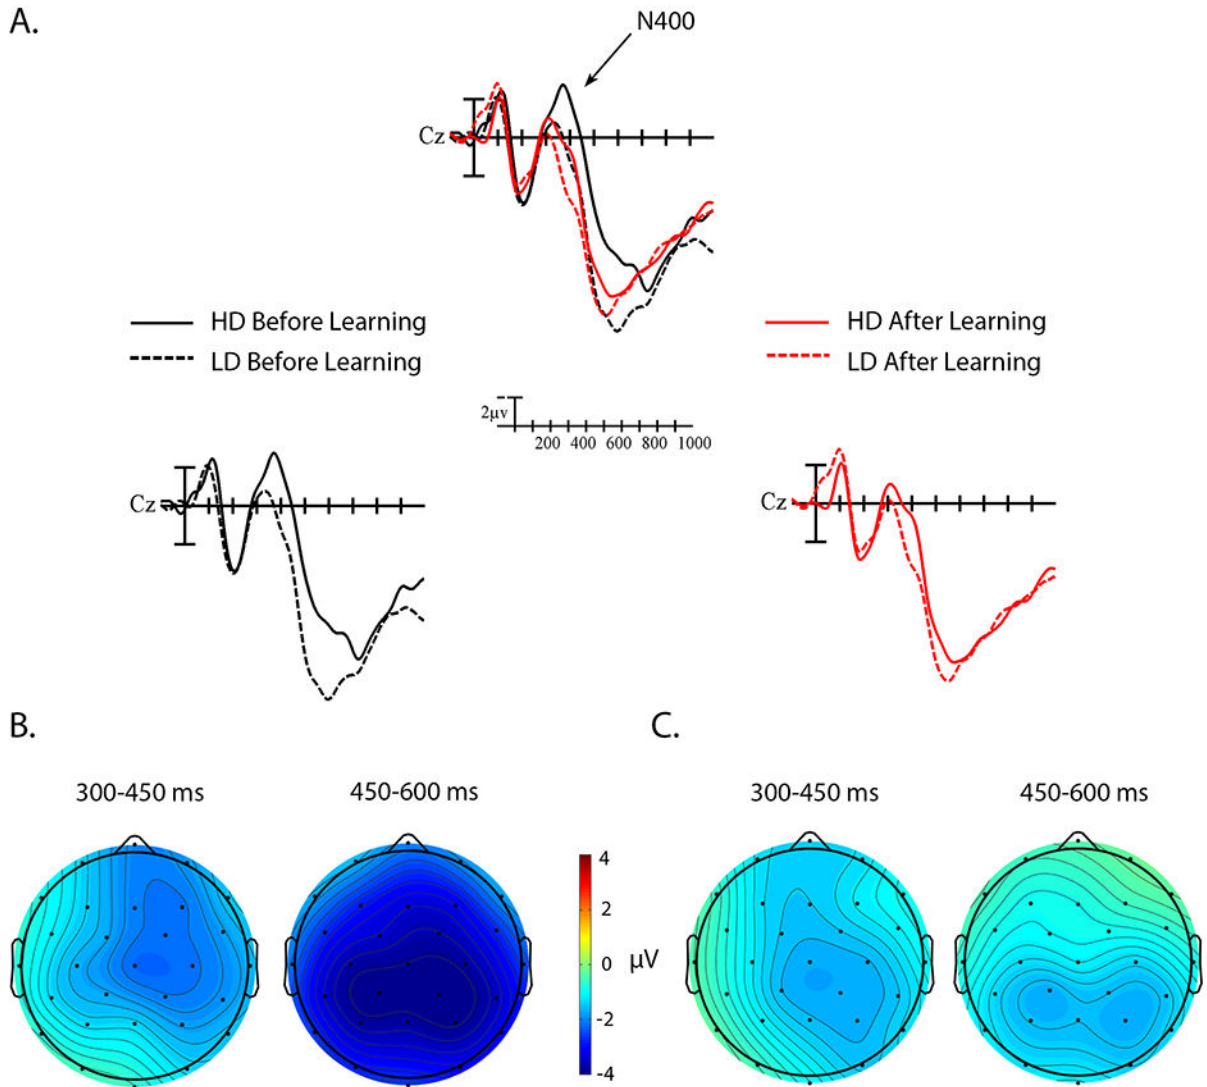 A.
N400
Cz
HD Before Learning
LD Before Learning
HD After Learning
LD After Learning
2μv
200 400 600 800 1000
Cz
Cz
B.
C.
300-450 ms
450-600 ms
300-450 ms
450-600 ms
4
2
0
-2
-4
μV